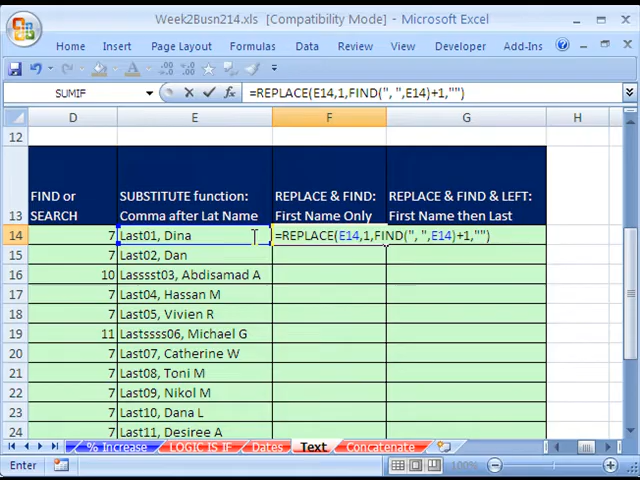 Week2Busn214.xls [Compatibility Mode] - Microsoft Excel
Home Insert Page Layout Formulas Data Review View Developer Add-Ins
SUMIF =REPLACE(E14,1,FIND(", ",E14)+1,"")
D E F G H
12
13 FIND or SEARCH SUBSTITUTE function: Comma after Lat Name REPLACE & FIND: First Name Only REPLACE & FIND & LEFT: First Name then Last
14 7 Last01, Dina =REPLACE(E14,1,FIND(", ",E14)+1,"")
15 7 Last02, Dan
16 10 Lasssst03, Abdisamad A
17 7 Last04, Hassan M
18 7 Last05, Vivien R
19 11 Lastssss06, Michael G
20 7 Last07, Catherine W
21 7 Last08, Toni M
22 7 Last09, Nikol M
23 7 Last10, Dana L
24 7 Last11, Desiree A
% Increase LOGIC IS IF Dates Text Concatenate
Enter 100%